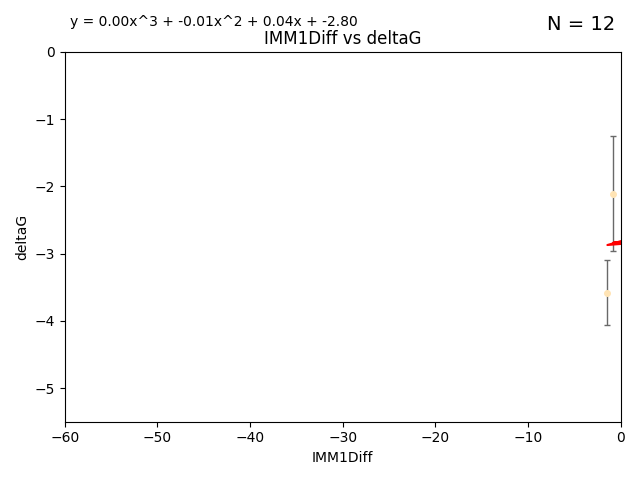 y = 0.00x^3 + -0.01x^2 + 0.04x + -2.80
N = 12
IMM1Diff vs deltaG
0
−1
−2
−3
−4
−5
deltaG
−60 −50 −40 −30 −20 −10 0
IMM1Diff